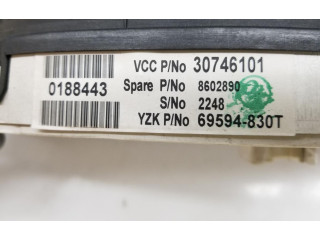 VCC P/No 30746101
0188443
Spare P/No 8602890
S/No 2248
YZK P/No 69594-830T